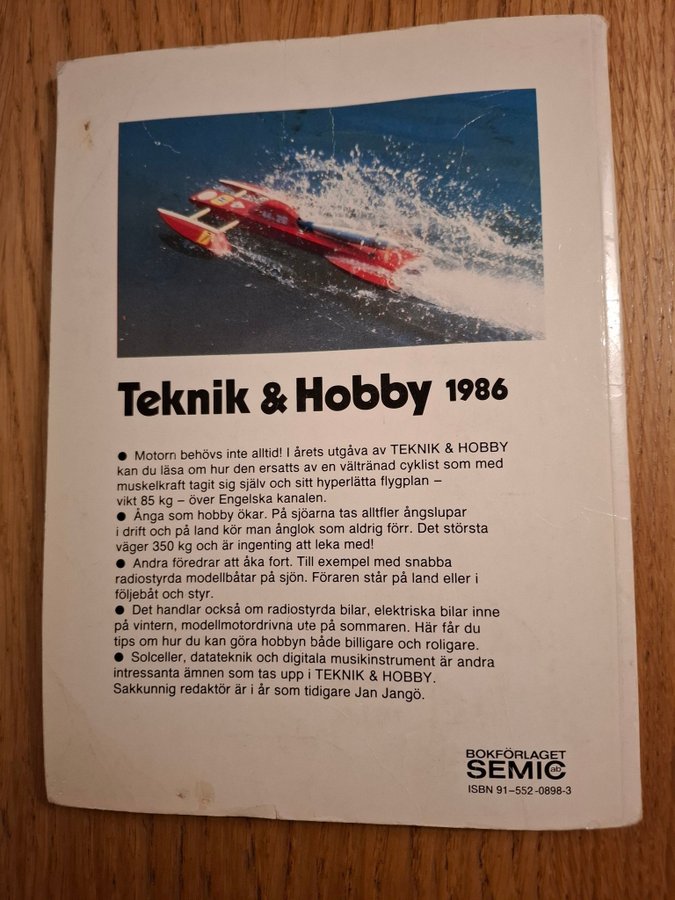 Teknik & Hobby 1986
● Motorn behövs inte alltid! I årets utgåva av TEKNIK & HOBBY
kan du läsa om hur den ersatts av en vältränad cyklist som med
muskelkraft tagit sig själv och sitt hyperlätta flygplan –
vikt 85 kg – över Engelska kanalen.
● Ånga som hobby ökar. På sjöarna tas alltfler ångslupar
i drift och på land kör man ånglok som aldrig förr. Det största
väger 350 kg och är ingenting att leka med!
● Andra föredrar att åka fort. Till exempel med snabba
radiostyrda modellbåtar på sjön. Föraren står på land eller i
följebåt och styr.
● Det handlar också om radiostyrda bilar, elektriska bilar inne
på vintern, modellmotordrivna ute på sommaren. Här får du
tips om hur du kan göra hobbyn både billigare och roligare.
● Solceller, datateknik och digitala musikinstrument är andra
intressanta ämnen som tas upp i TEKNIK & HOBBY.
Sakkunnig redaktör är i år som tidigare Jan Jangö.
BOKFÖRLAGET
SEMIC ab
ISBN 91–552-0898-3